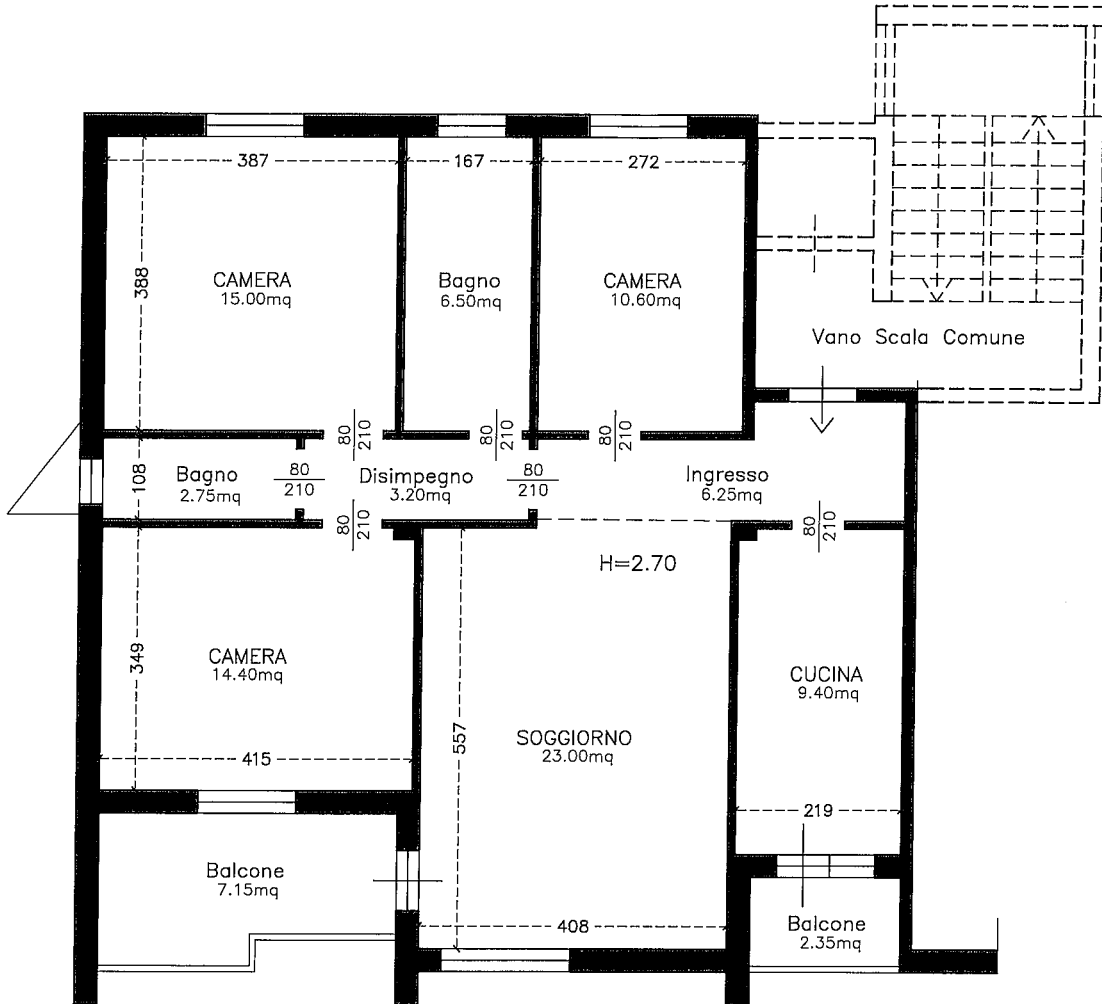 387
167
272
388
CAMERA
15.00mq
Bagno
6.50mq
CAMERA
10.60mq
Vano Scala Comune
80
210
80
210
80
210
108
Bagno
2.75mq
80
210
Disimpegno
3.20mq
80
210
Ingresso
6.25mq
80
210
80
210
H=2.70
349
CAMERA
14.40mq
415
557
SOGGIORNO
23.00mq
CUCINA
9.40mq
219
Balcone
7.15mq
408
Balcone
2.35mq